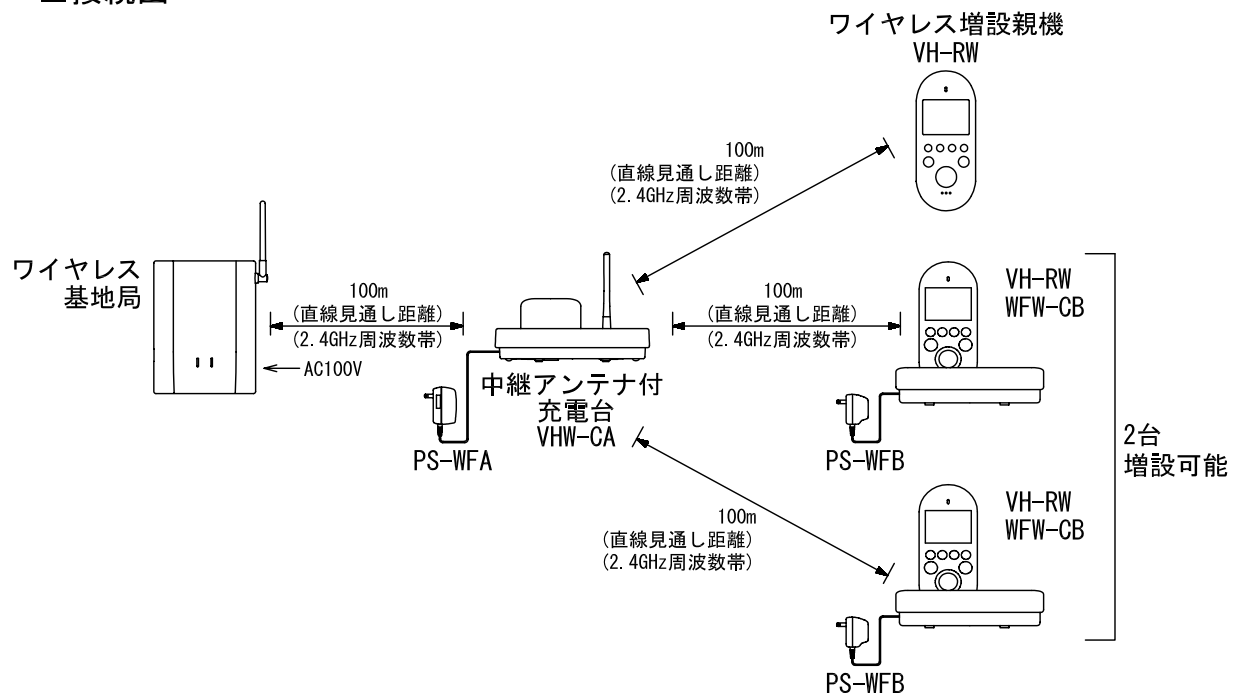 ワイヤレス増設親機
VH-RW
100m
(直線見通し距離)
(2.4GHz周波数帯)
ワイヤレス
基地局
100m
(直線見通し距離)
(2.4GHz周波数帯)
AC100V
100m
(直線見通し距離)
(2.4GHz周波数帯)
VH-RW
WFW-CB
中継アンテナ付
充電台
VHW-CA
PS-WFA
PS-WFB
2台
増設可能
100m
(直線見通し距離)
(2.4GHz周波数帯)
VH-RW
WFW-CB
PS-WFB